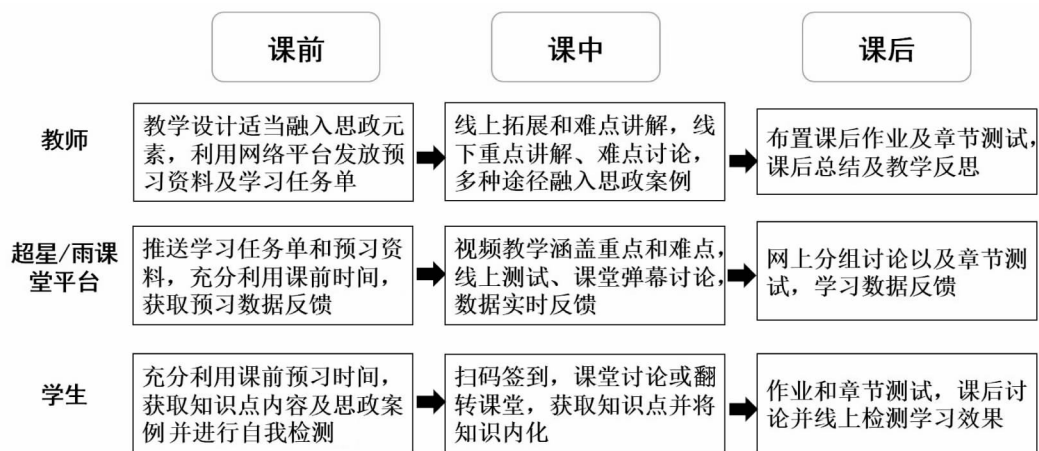 课前
课中
课后
教师
教学设计适当融入思政元
素，利用网络平台发放预
习资料及学习任务单
线上拓展和难点讲解，线
下重点讲解、难点讨论，
多种途径融入思政案例
布置课后作业及章节测试，
课后总结及教学反思
超星/雨课
堂平台
推送学习任务单和预习资
料，充分利用课前时间，
获取预习数据反馈
视频教学涵盖重点和难点，
线上测试、课堂弹幕讨论，
数据实时反馈
网上分组讨论以及章节测
试，学习数据反馈
学生
充分利用课前预习时间，
获取知识点内容及思政案
例并进行自我检测
扫码签到，课堂讨论或翻
转课堂，获取知识点并将
知识内化
作业和章节测试，课后讨
论并线上检测学习效果